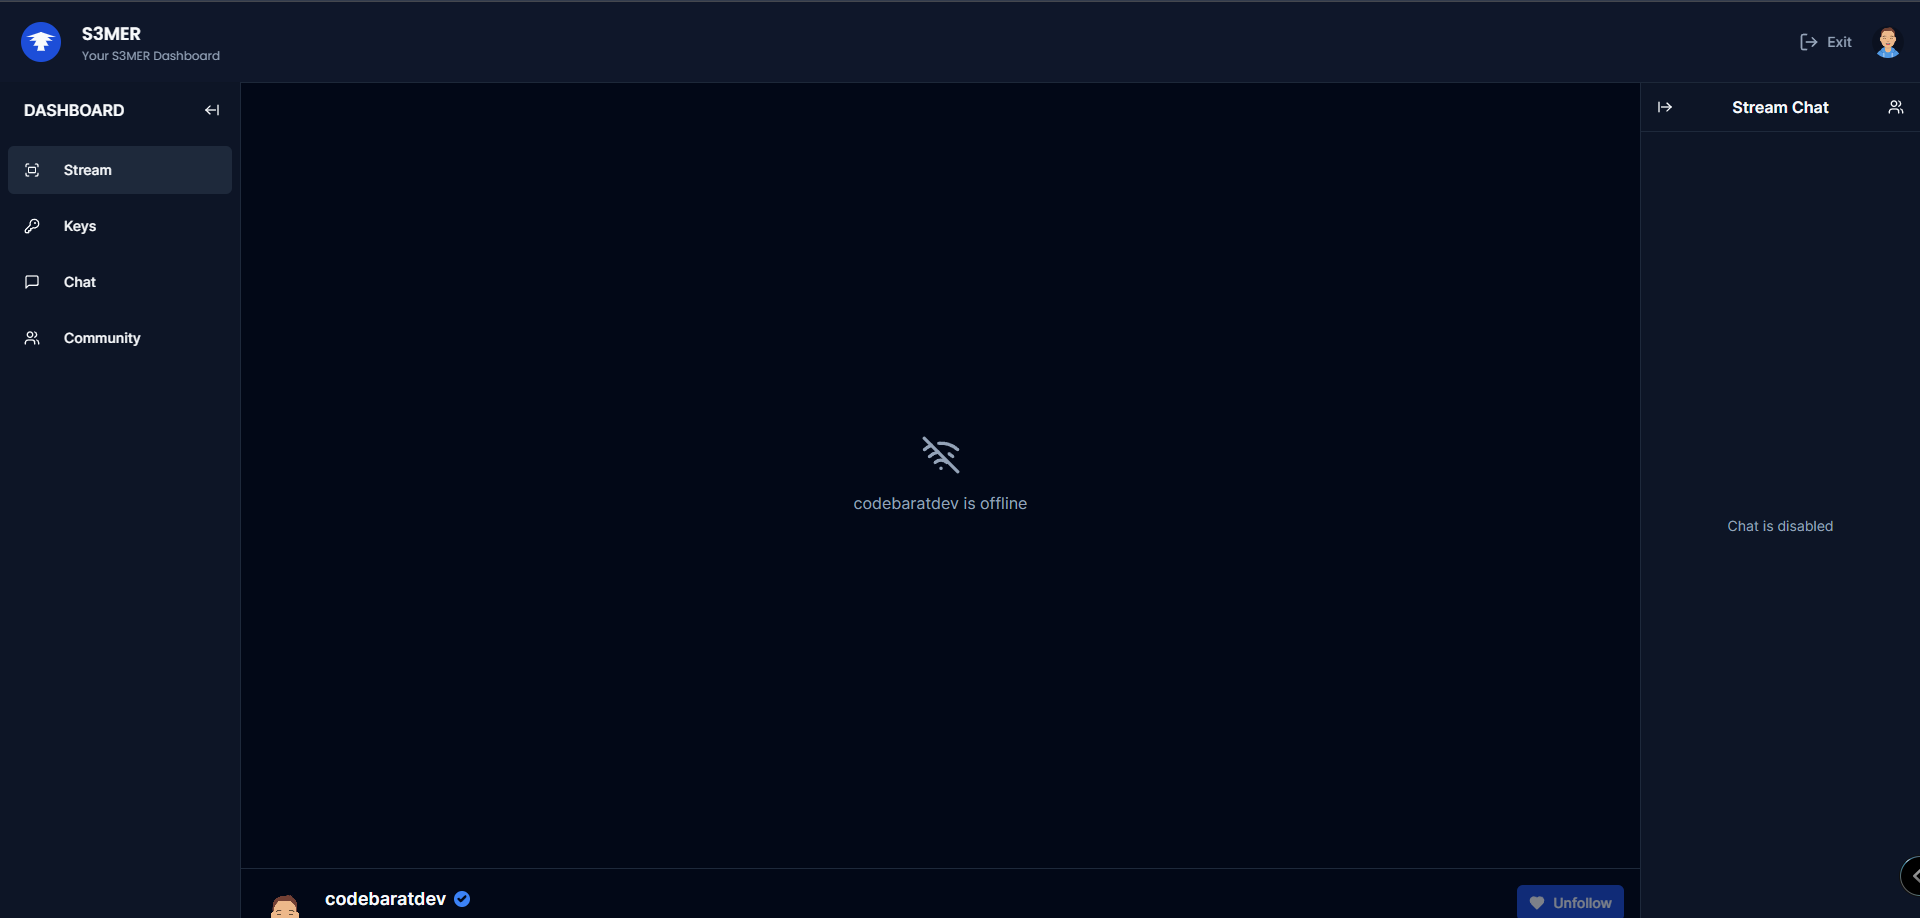 S3MER
Your S3MER Dashboard
Exit
DASHBOARD
Stream
Keys
Chat
Community
codebaratdev is offline
Stream Chat
Chat is disabled
codebaratdev
Unfollow